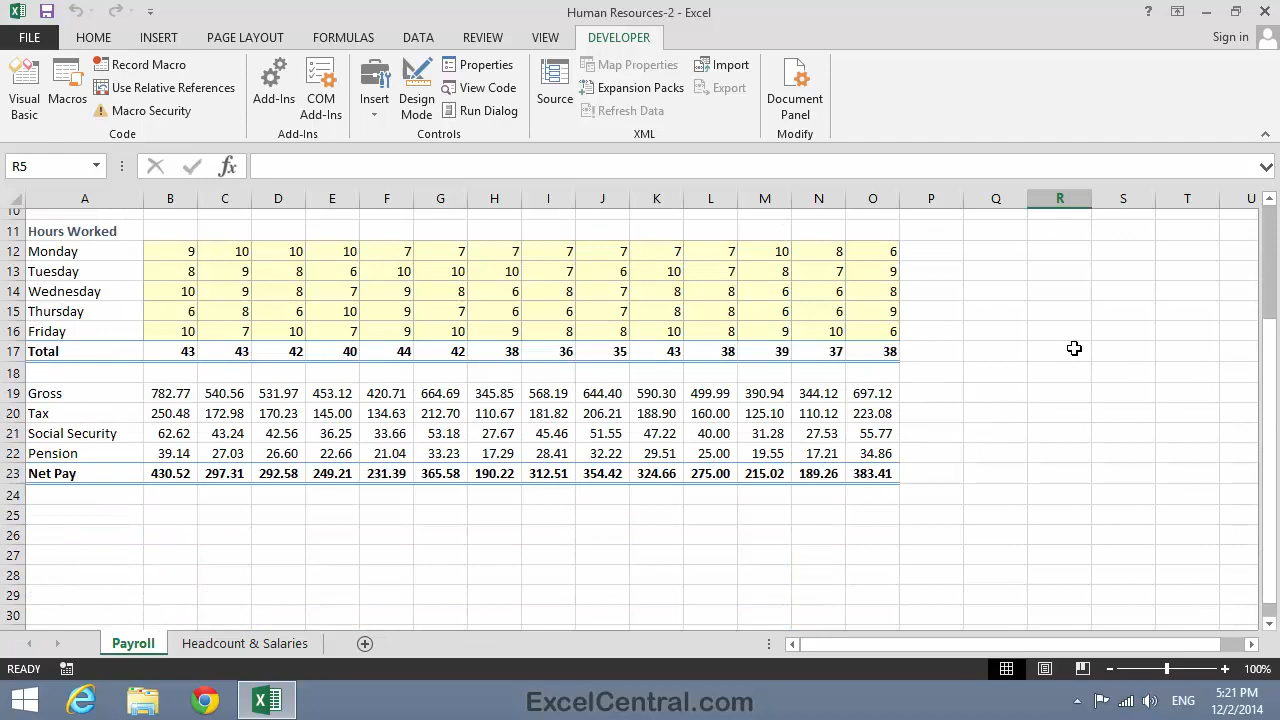 Human Resources-2 - Excel
FILE HOME INSERT PAGE LAYOUT FORMULAS DATA REVIEW VIEW DEVELOPER Sign in
Visual Basic
Macros
Record Macro
Use Relative References
Macro Security
Code
Add-Ins
COM Add-Ins
Add-Ins
Insert
Design Mode
Properties
View Code
Run Dialog
Controls
Source
Map Properties
Expansion Packs
Refresh Data
Import
Export
XML
Document Panel
Modify
R5 fx
A B C D E F G H I J K L M N O P Q R S T U
10
11 Hours Worked
12 Monday 9 10 10 10 7 7 7 7 7 7 7 10 8 6
13 Tuesday 8 9 8 6 10 10 10 7 6 10 7 8 7 9
14 Wednesday 10 9 8 7 9 8 6 8 7 8 8 6 6 8
15 Thursday 6 8 6 10 9 7 6 6 7 8 8 6 6 9
16 Friday 10 7 10 7 9 10 9 8 8 10 8 9 10 6
17 Total 43 43 42 40 44 42 38 36 35 43 38 39 37 38
18
19 Gross 782.77 540.56 531.97 453.12 420.71 664.69 345.85 568.19 644.40 590.30 499.99 390.94 344.12 697.12
20 Tax 250.48 172.98 170.23 145.00 134.63 212.70 110.67 181.82 206.21 188.90 160.00 125.10 110.12 223.08
21 Social Security 62.62 43.24 42.56 36.25 33.66 53.18 27.67 45.46 51.55 47.22 40.00 31.28 27.53 55.77
22 Pension 39.14 27.03 26.60 22.66 21.04 33.23 17.29 28.41 32.22 29.51 25.00 19.55 17.21 34.86
23 Net Pay 430.52 297.31 292.58 249.21 231.39 365.58 190.22 312.51 354.42 324.66 275.00 215.02 189.26 383.41
24
25
26
27
28
29
30
Payroll Headcount & Salaries
READY 100%
ExcelCentral.com
ENG
5:21 PM
12/2/2014